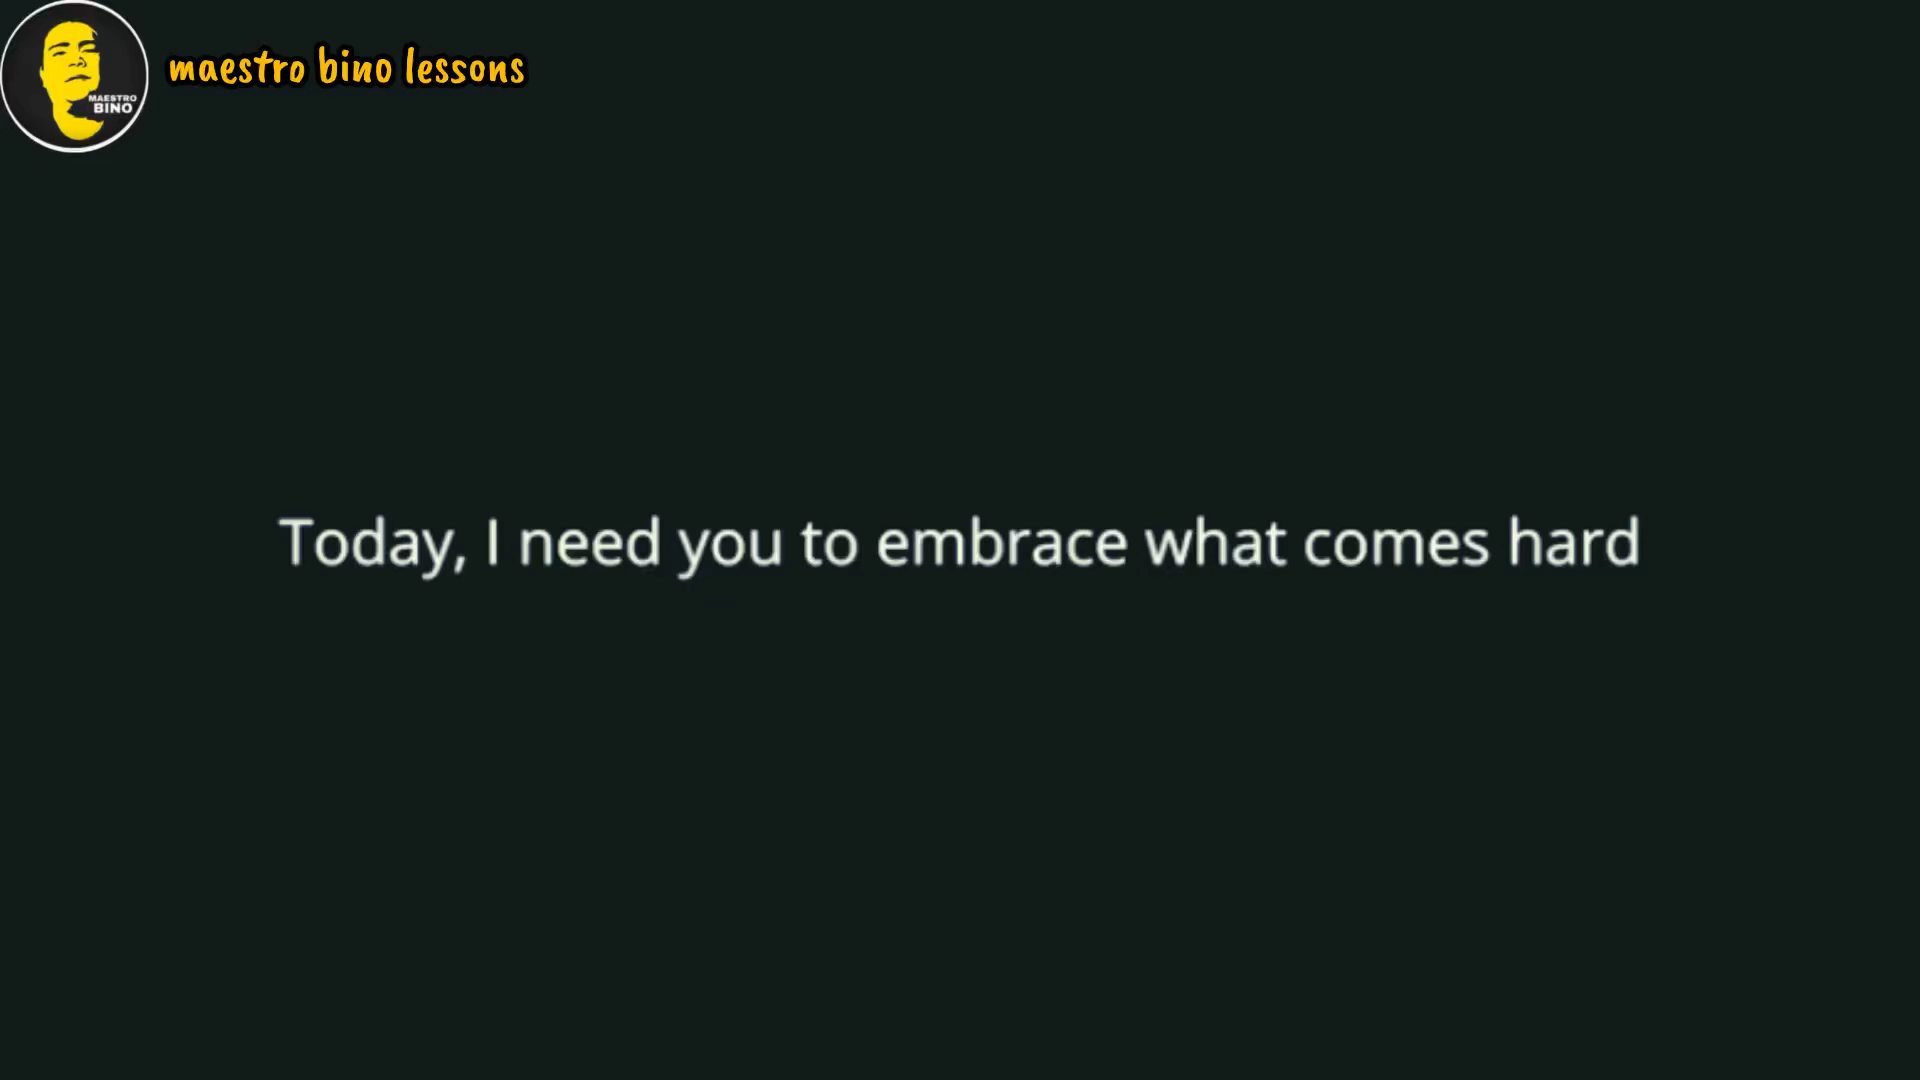 MAESTRO
BINO
maestro bino lessons
Today, I need you to embrace what comes hard